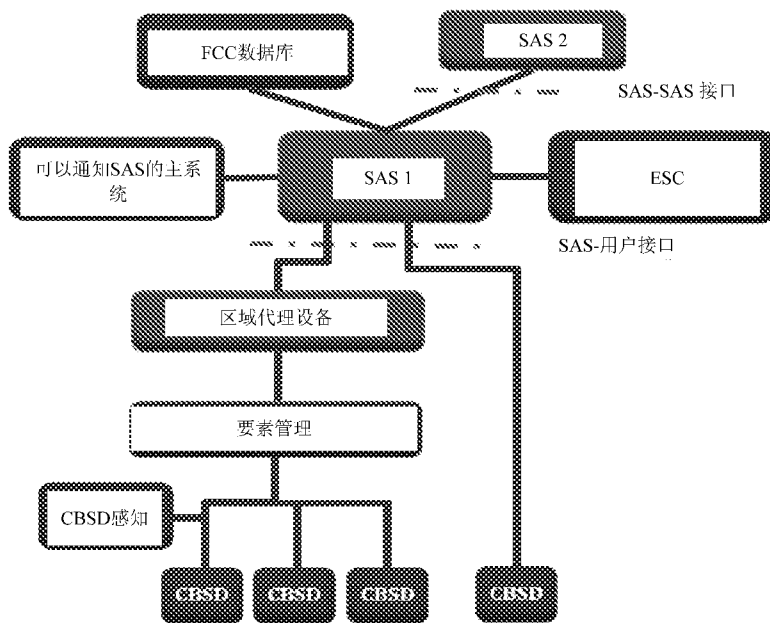 FCC数据库
SAS 2
SAS-SAS 接口
可以通知SAS的主系
统
SAS 1
ESC
SAS-用户接口
区域代理设备
要素管理
CBSD感知
CBSD
CBSD
CBSD
CBSD